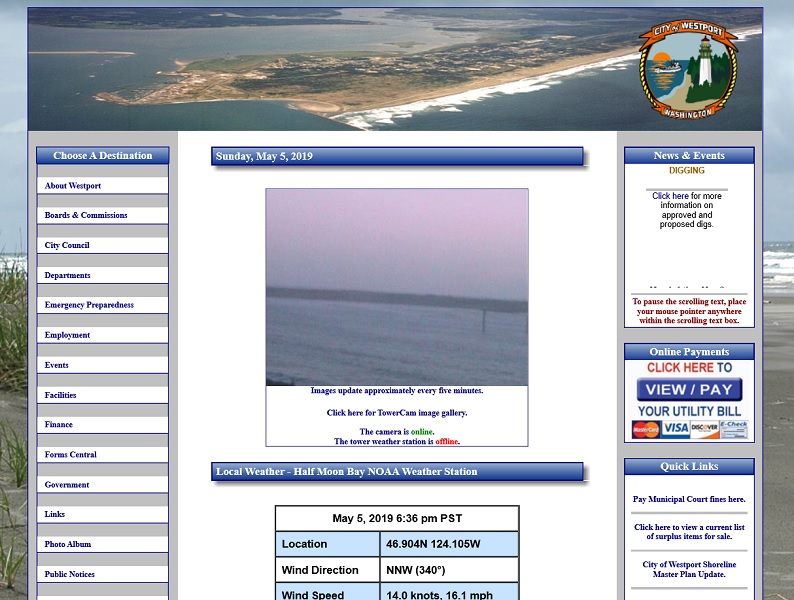 CITY of WESTPORT
WASHINGTON
Choose A Destination
About Westport
Boards & Commissions
City Council
Departments
Emergency Preparedness
Employment
Events
Facilities
Finance
Forms Central
Government
Links
Photo Album
Public Notices
Sunday, May 5, 2019
Images update approximately every five minutes.
Click here for TowerCam image gallery.
The camera is online.
The tower weather station is offline.
Local Weather - Half Moon Bay NOAA Weather Station
May 5, 2019 6:36 pm PST
Location 46.904N 124.105W
Wind Direction NNW (340°)
Wind Speed 14.0 knots, 16.1 mph
News & Events
DIGGING
Click here for more
information on
approved and
proposed digs.
To pause the scrolling text, place
your mouse pointer anywhere
within the scrolling text box.
Online Payments
CLICK HERE TO
VIEW / PAY
YOUR UTILITY BILL
MasterCard VISA DISCOVER E-Check
Quick Links
Pay Municipal Court fines here.
Click here to view a current list
of surplus items for sale.
City of Westport Shoreline
Master Plan Update.